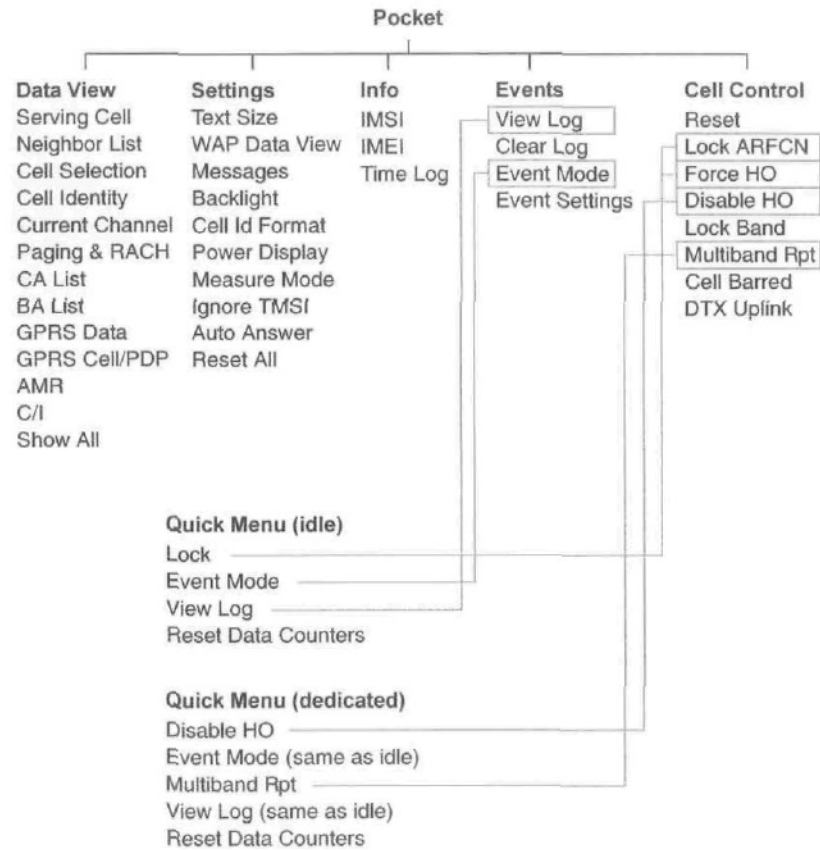 Pocket
Data View
Serving Cell
Neighbor List
Cell Selection
Cell Identity
Current Channel
Paging & RACH
CA List
BA List
GPRS Data
GPRS Cell/PDP
AMR
C/I
Show All
Settings
Text Size
WAP Data View
Messages
Backlight
Cell Id Format
Power Display
Measure Mode
Ignore TMSI
Auto Answer
Reset All
Info
IMSI
IMEI
Time Log
Events
View Log
Clear Log
Event Mode
Event Settings
Cell Control
Reset
Lock ARFCN
Force HO
Disable HO
Lock Band
Multiband Rpt
Cell Barred
DTX Uplink
Quick Menu (idle)
Lock
Event Mode
View Log
Reset Data Counters
Quick Menu (dedicated)
Disable HO
Event Mode (same as idle)
Multiband Rpt
View Log (same as idle)
Reset Data Counters